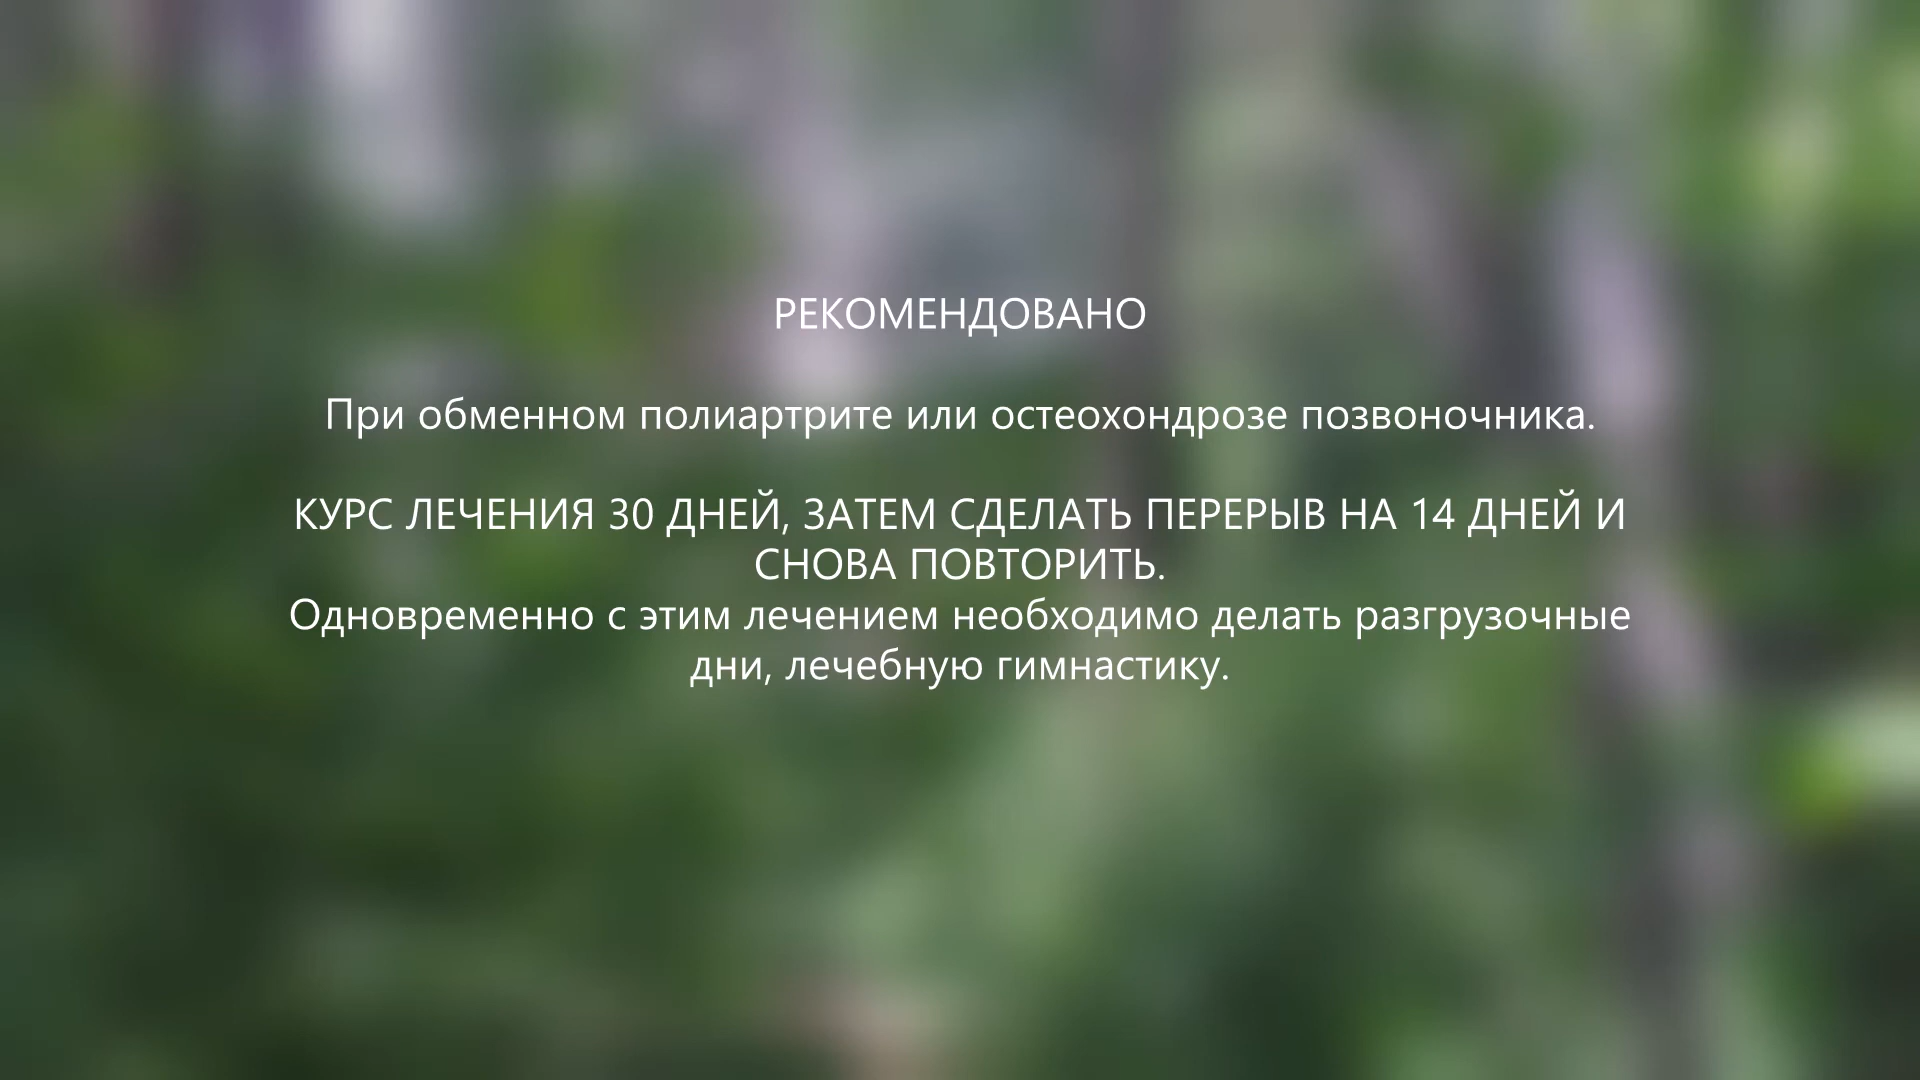 РЕКОМЕНДОВАНО
При обменном полиартрите или остеохондрозе позвоночника.
КУРС ЛЕЧЕНИЯ 30 ДНЕЙ, ЗАТЕМ СДЕЛАТЬ ПЕРЕРЫВ НА 14 ДНЕЙ И
СНОВА ПОВТОРИТЬ.
Одновременно с этим лечением необходимо делать разгрузочные
дни, лечебную гимнастику.